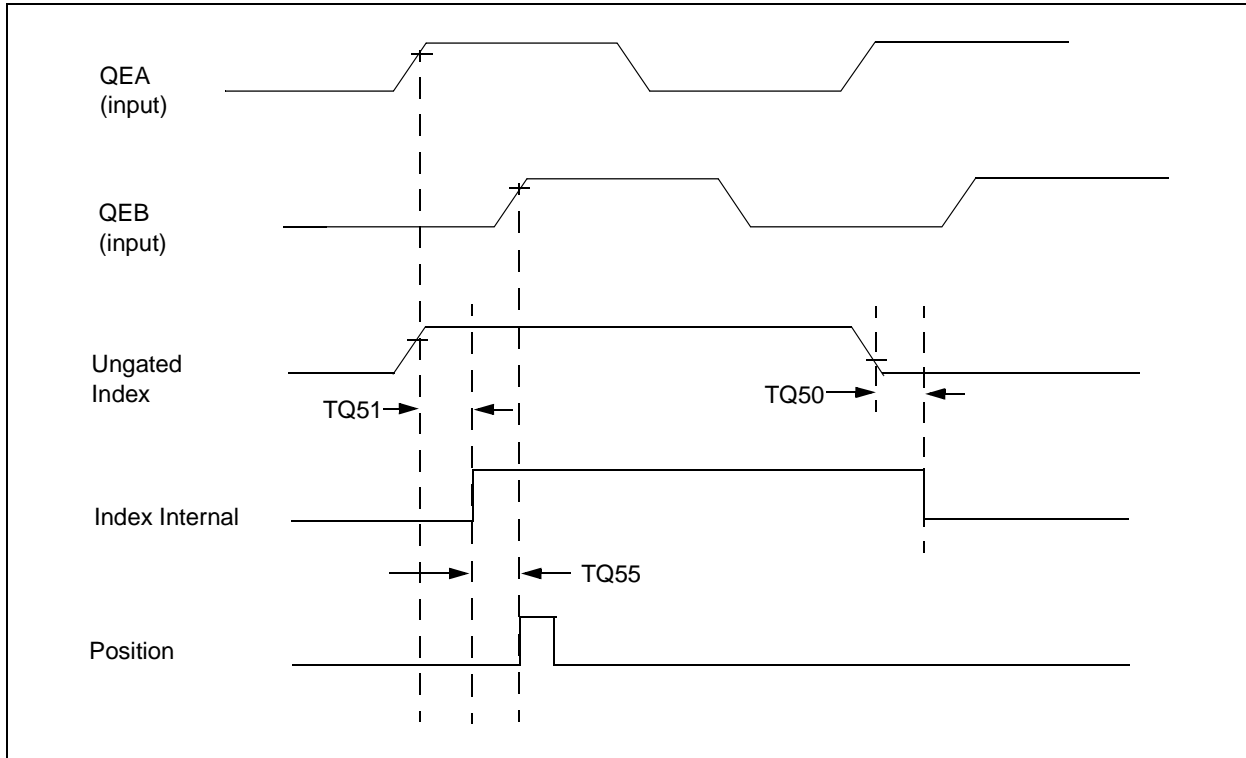 QEA
(input)
QEB
(input)
Ungated
Index
TQ51
TQ50
Index Internal
TQ55
Position